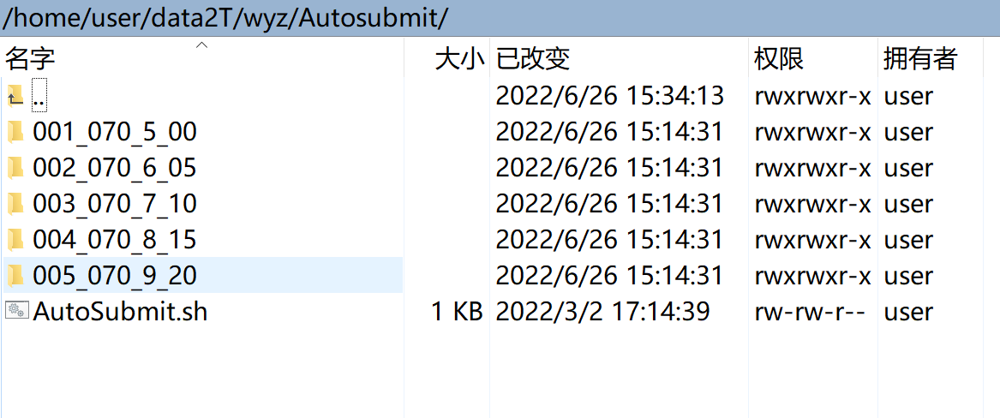 /home/user/data2T/wyz/Autosubmit/
名字 大小 已改变 权限 拥有者
.. 2022/6/26 15:34:13 rwxrwxr-x user
001_070_5_00 2022/6/26 15:14:31 rwxrwxr-x user
002_070_6_05 2022/6/26 15:14:31 rwxrwxr-x user
003_070_7_10 2022/6/26 15:14:31 rwxrwxr-x user
004_070_8_15 2022/6/26 15:14:31 rwxrwxr-x user
005_070_9_20 2022/6/26 15:14:31 rwxrwxr-x user
AutoSubmit.sh 1 KB 2022/3/2 17:14:39 rw-rw-r-- user